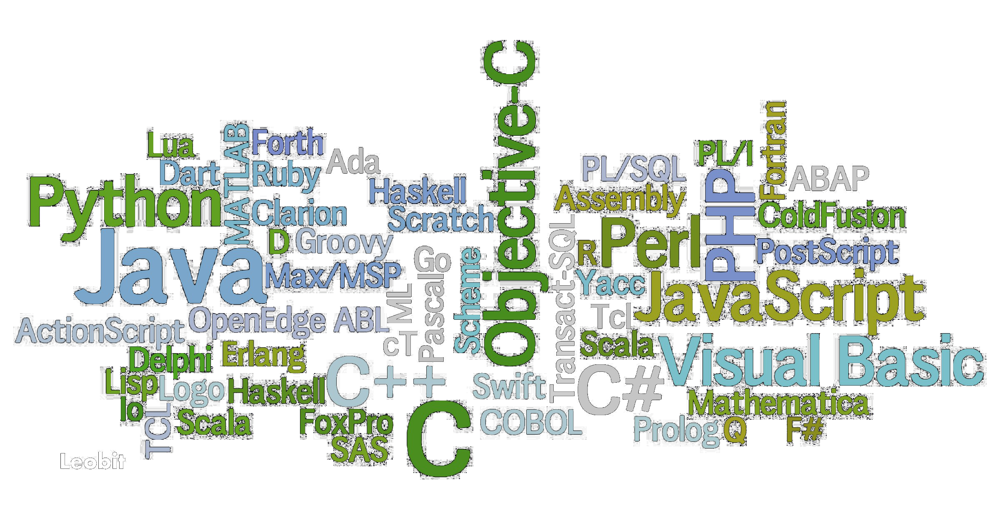 Objective-C
Fortran
Lua
MATLAB
Forth
PL/I
Ada
Dart
Ruby
PL/SQL
PHP
ABAP
Python
Haskell
Assembly
Clarion
Scratch
ColdFusion
Java
D
Groovy
Go
Scheme
Transact-SQL
R
Perl
PostScript
Max/MSP
Pascal
Yacc
JavaScript
cT
ML
Tcl
ActionScript
OpenEdge ABL
Delphi
Erlang
Scala
Visual Basic
Lisp
Logo
Haskell
C++
Swift
C#
Mathematica
Io
TCL
Scala
FoxPro
C
COBOL
Prolog
Q
F#
SAS
Leobit